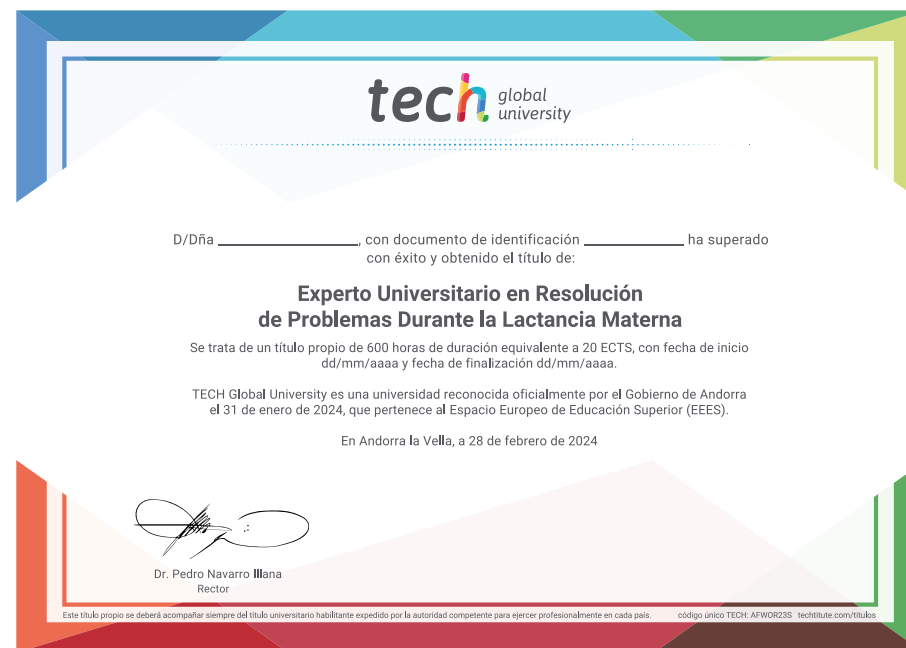 tech global university
D/Dña ____________________, con documento de identificación ______________ ha superado
con éxito y obtenido el título de:
Experto Universitario en Resolución
de Problemas Durante la Lactancia Materna
Se trata de un título propio de 600 horas de duración equivalente a 20 ECTS, con fecha de inicio
dd/mm/aaaa y fecha de finalización dd/mm/aaaa.
TECH Global University es una universidad reconocida oficialmente por el Gobierno de Andorra
el 31 de enero de 2024, que pertenece al Espacio Europeo de Educación Superior (EEES).
En Andorra la Vella, a 28 de febrero de 2024
Dr. Pedro Navarro Illana
Rector
Este título propio se deberá acompañar siempre del título universitario habilitante expedido por la autoridad competente para ejercer profesionalmente en cada país. código único TECH: AFWOR23S techtitute.com/titulos